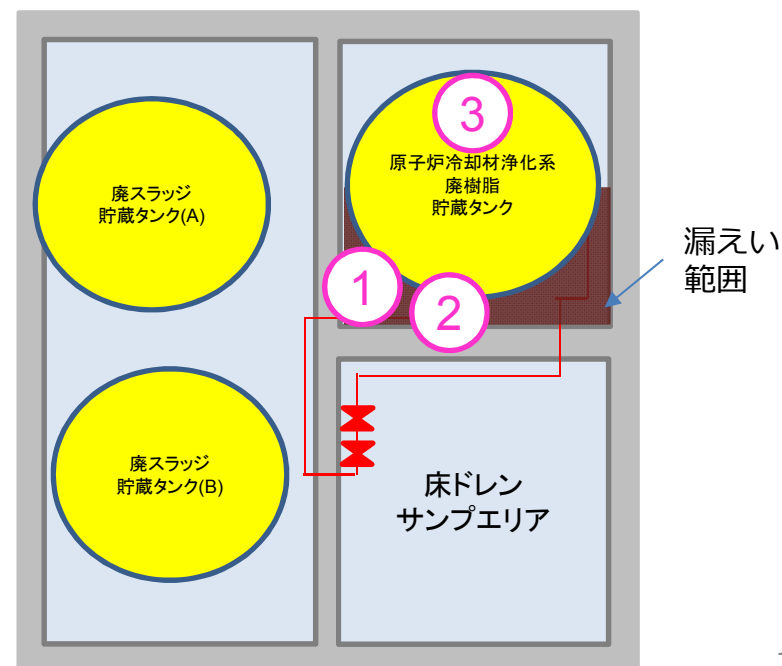 3
原子炉冷却材浄化系
廃樹脂
貯蔵タンク
廃スラッジ
貯蔵タンク(A)
漏えい
範囲
1
2
廃スラッジ
貯蔵タンク(B)
床ドレン
サンプエリア